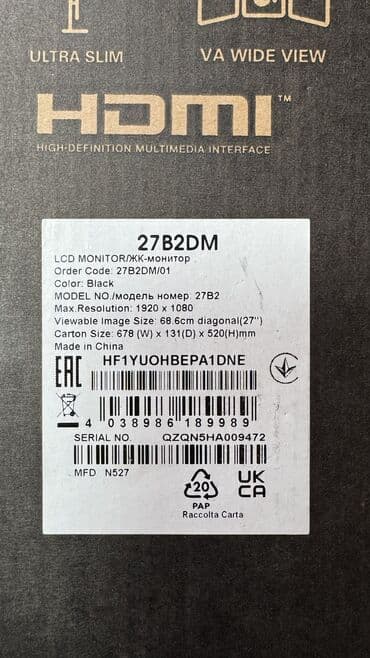 ULTRA SLIM
VA WIDE VIEW
HDMI™
HIGH-DEFINITION MULTIMEDIA INTERFACE
27B2DM
LCD MONITOR/ЖК-монитор
Order Code: 27B2DM/01
Color: Black
MODEL NO./модель номер: 27B2
Max.Resolution: 1920 x 1080
Viewable Image Size: 68.6cm diagonal(27")
Carton Size: 678 (W) x 131(D) x 520(H)mm
Made in China
EAC
HF1YUOHBEPA1DNE
4 038986 189989
SERIAL NO. QZQN5HA009472
MFD N527
20
PAP
Raccolta Carta
UK
CA